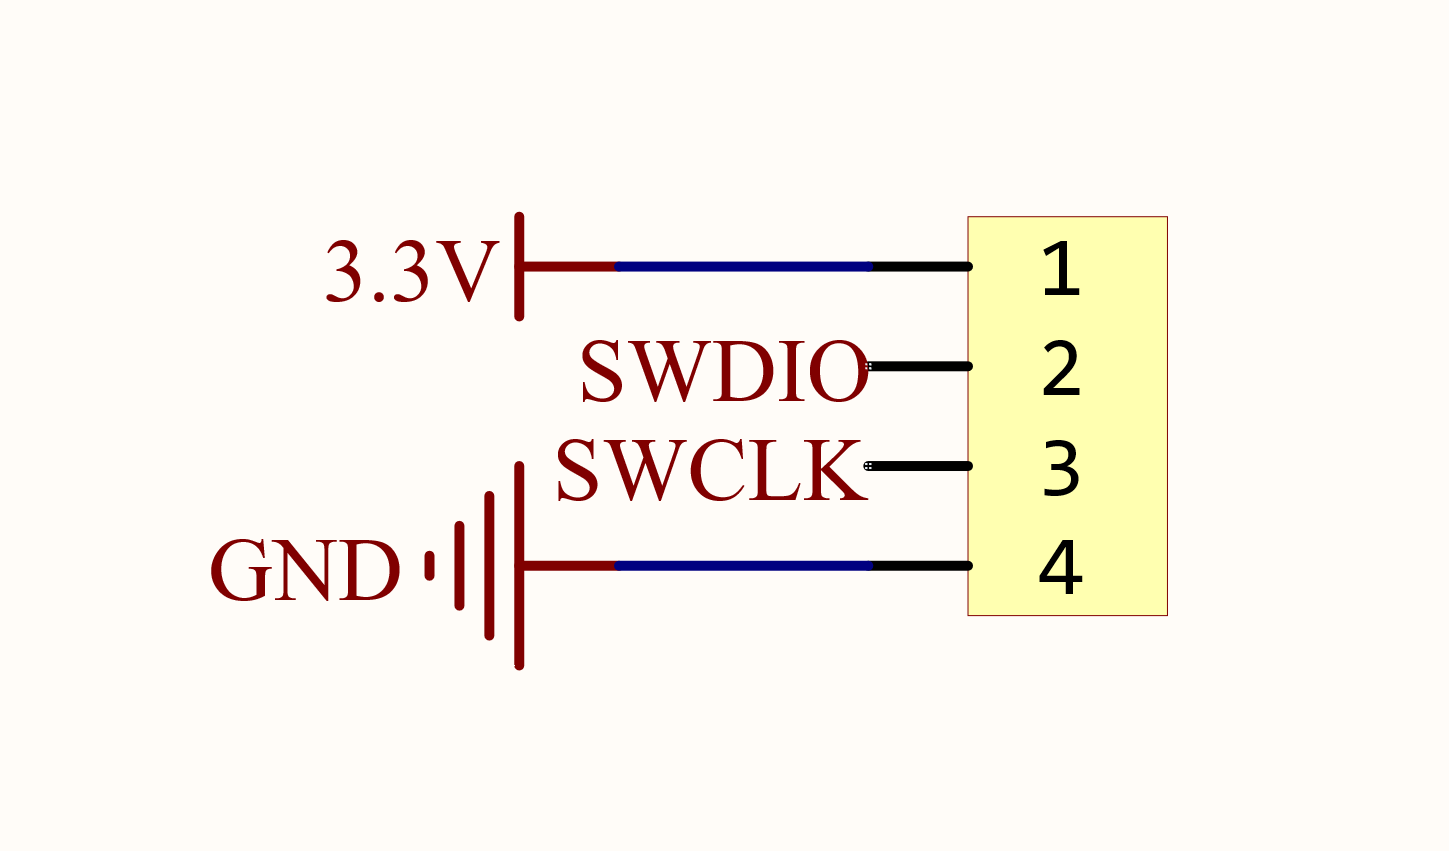 3.3V 1
SWDIO 2
SWCLK 3
GND 4